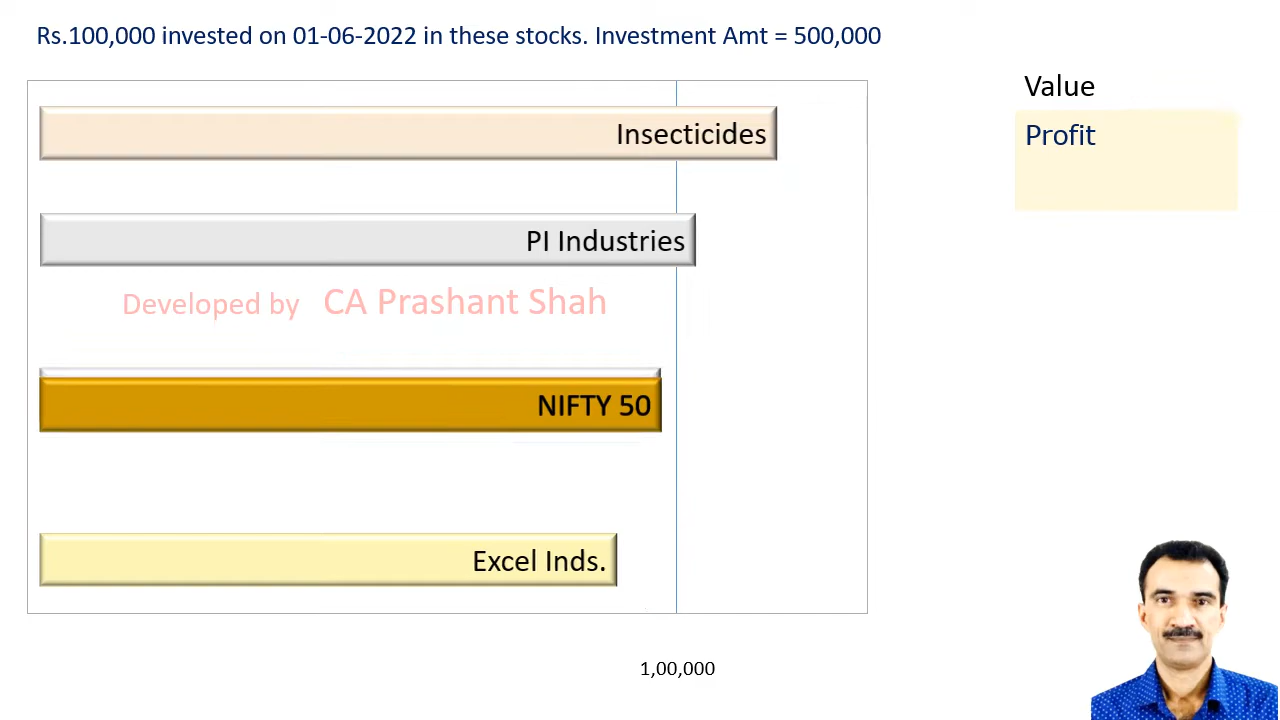 Rs.100,000 invested on 01-06-2022 in these stocks. Investment Amt = 500,000
Value
Profit
Insecticides
PI Industries
Developed by CA Prashant Shah
NIFTY 50
Excel Inds.
1,00,000